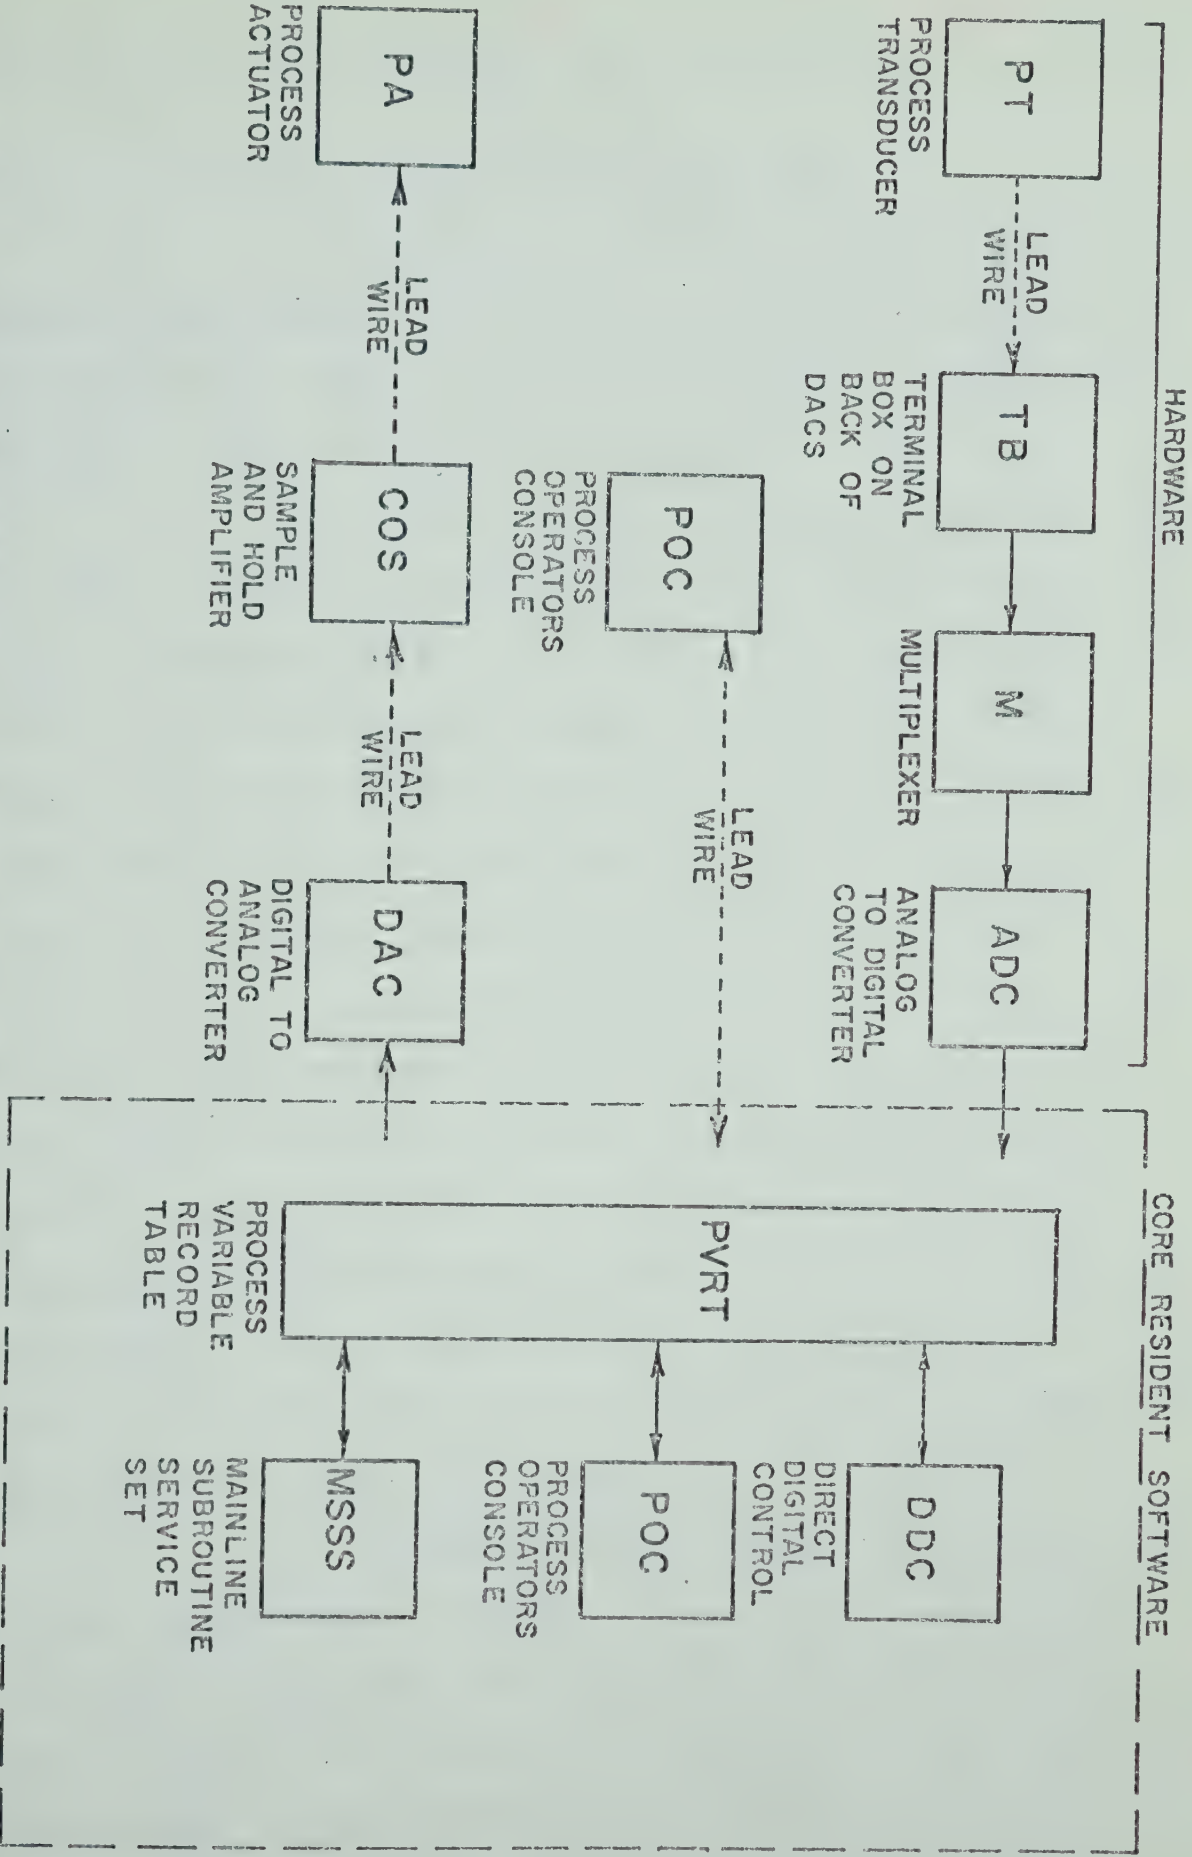 HARDWARE
CORE RESIDENT SOFTWARE
PT
PROCESS
TRANSDUCER
LEAD
WIRE
TB
TERMINAL
BOX ON
BACK OF
DACS
M
MULTIPLEXER
ADC
ANALOG
TO DIGITAL
CONVERTER
POC
PROCESS
OPERATORS
CONSOLE
LEAD
WIRE
PA
PROCESS
ACTUATOR
LEAD
WIRE
COS
SAMPLE
AND HOLD
AMPLIFIER
LEAD
WIRE
DAC
DIGITAL TO
ANALOG
CONVERTER
PVRT
PROCESS
VARIABLE
RECORD
TABLE
DDC
DIRECT
DIGITAL
CONTROL
POC
PROCESS
OPERATORS
CONSOLE
MSSS
MAINLINE
SUBROUTINE
SERVICE
SET